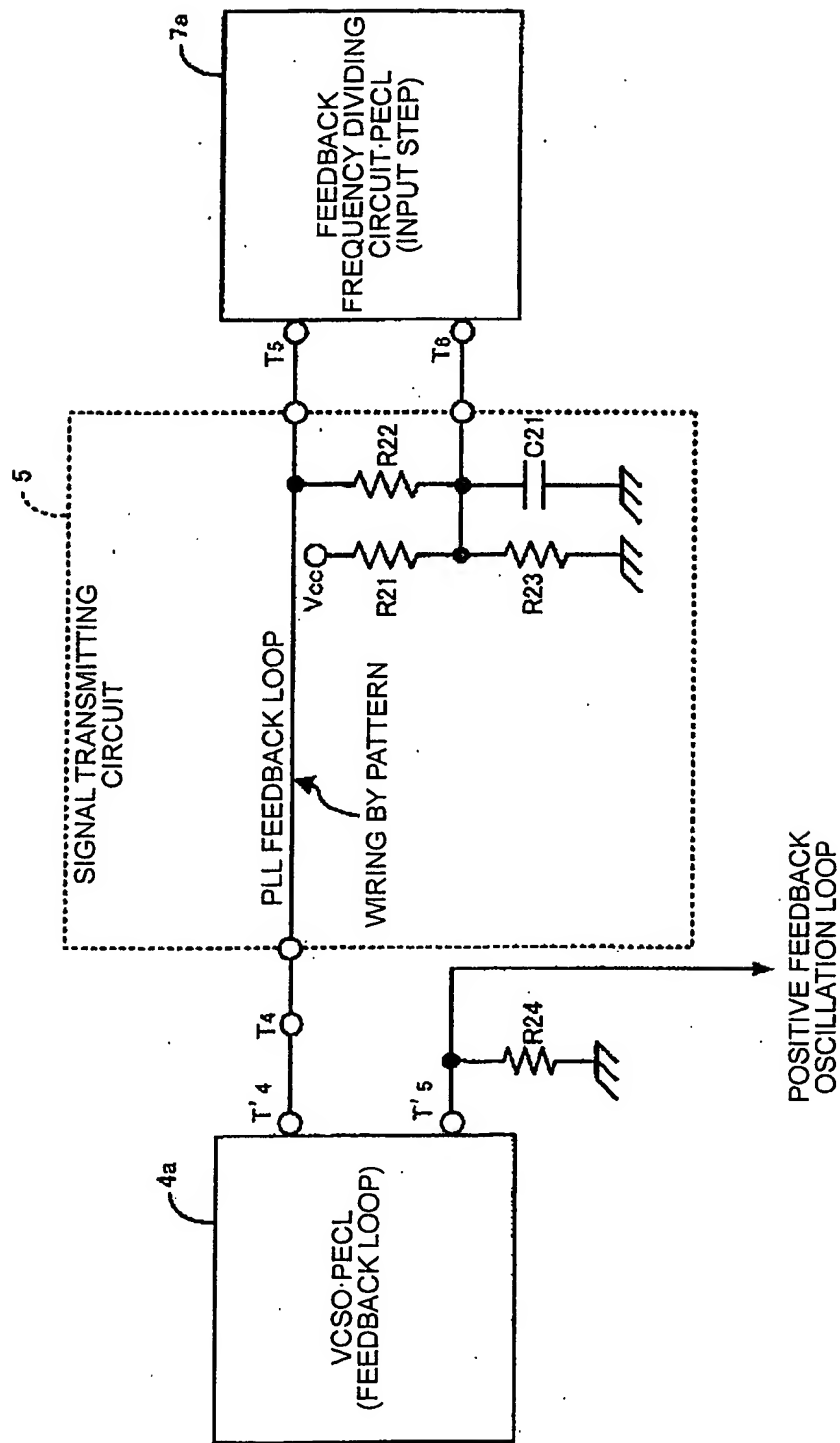 4a
VCSO·PECL
(FEEDBACK LOOP)
T'4
T4
T'5
R24
POSITIVE FEEDBACK
OSCILLATION LOOP
5
SIGNAL TRANSMITTING
CIRCUIT
PLL FEEDBACK LOOP
WIRING BY PATTERN
Vcc
R21
R22
R23
C21
T5
T6
7a
FEEDBACK
FREQUENCY DIVIDING
CIRCUIT·PECL
(INPUT STEP)